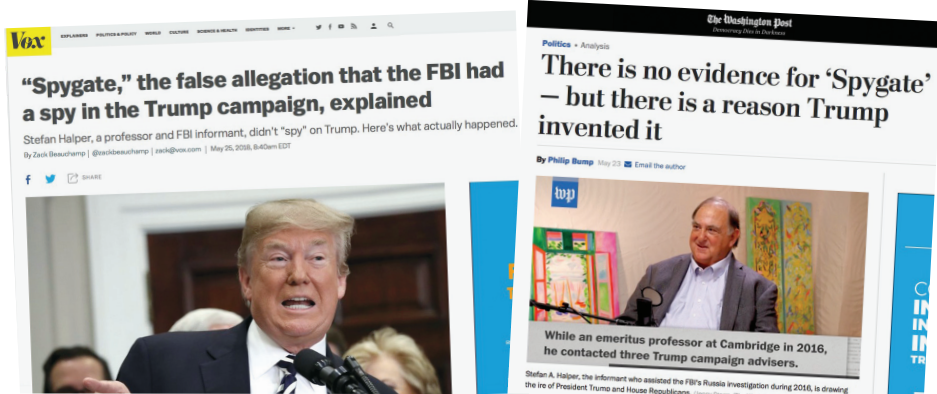 Vox
EXPLAINERS POLITICS & POLICY WORLD CULTURE SCIENCE & HEALTH IDENTITIES MORE
“Spygate,” the false allegation that the FBI had
a spy in the Trump campaign, explained
Stefan Halper, a professor and FBI informant, didn’t “spy” on Trump. Here’s what actually happened.
By Zack Beauchamp | @zackbeauchamp | zack@vox.com | May 25, 2018, 8:40am EDT
SHARE
The Washington Post
Democracy Dies in Darkness
Politics • Analysis
There is no evidence for ‘Spygate’
— but there is a reason Trump
invented it
By Philip Bump May 23 Email the author
wp
While an emeritus professor at Cambridge in 2016,
he contacted three Trump campaign advisers.
Stefan A. Halper, the informant who assisted the FBI's Russia investigation during 2016, is drawing
the ire of President Trump and House Republicans.